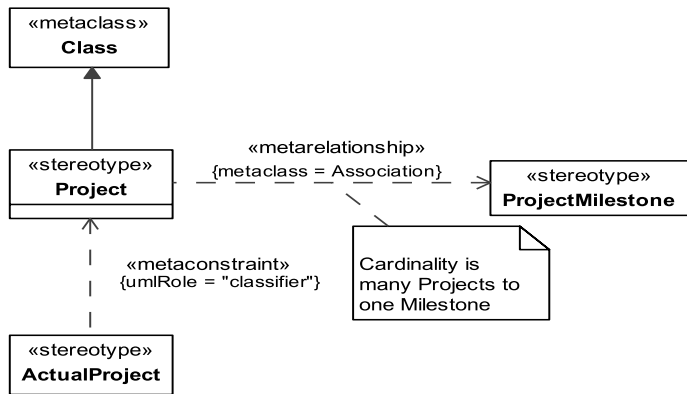 «metaclass»
Class
«metarelationship»
{metaclass = Association}
«stereotype»
Project
«stereotype»
ProjectMilestone
«metaconstraint»
{umlRole = "classifier"}
Cardinality is
many Projects to
one Milestone
«stereotype»
ActualProject